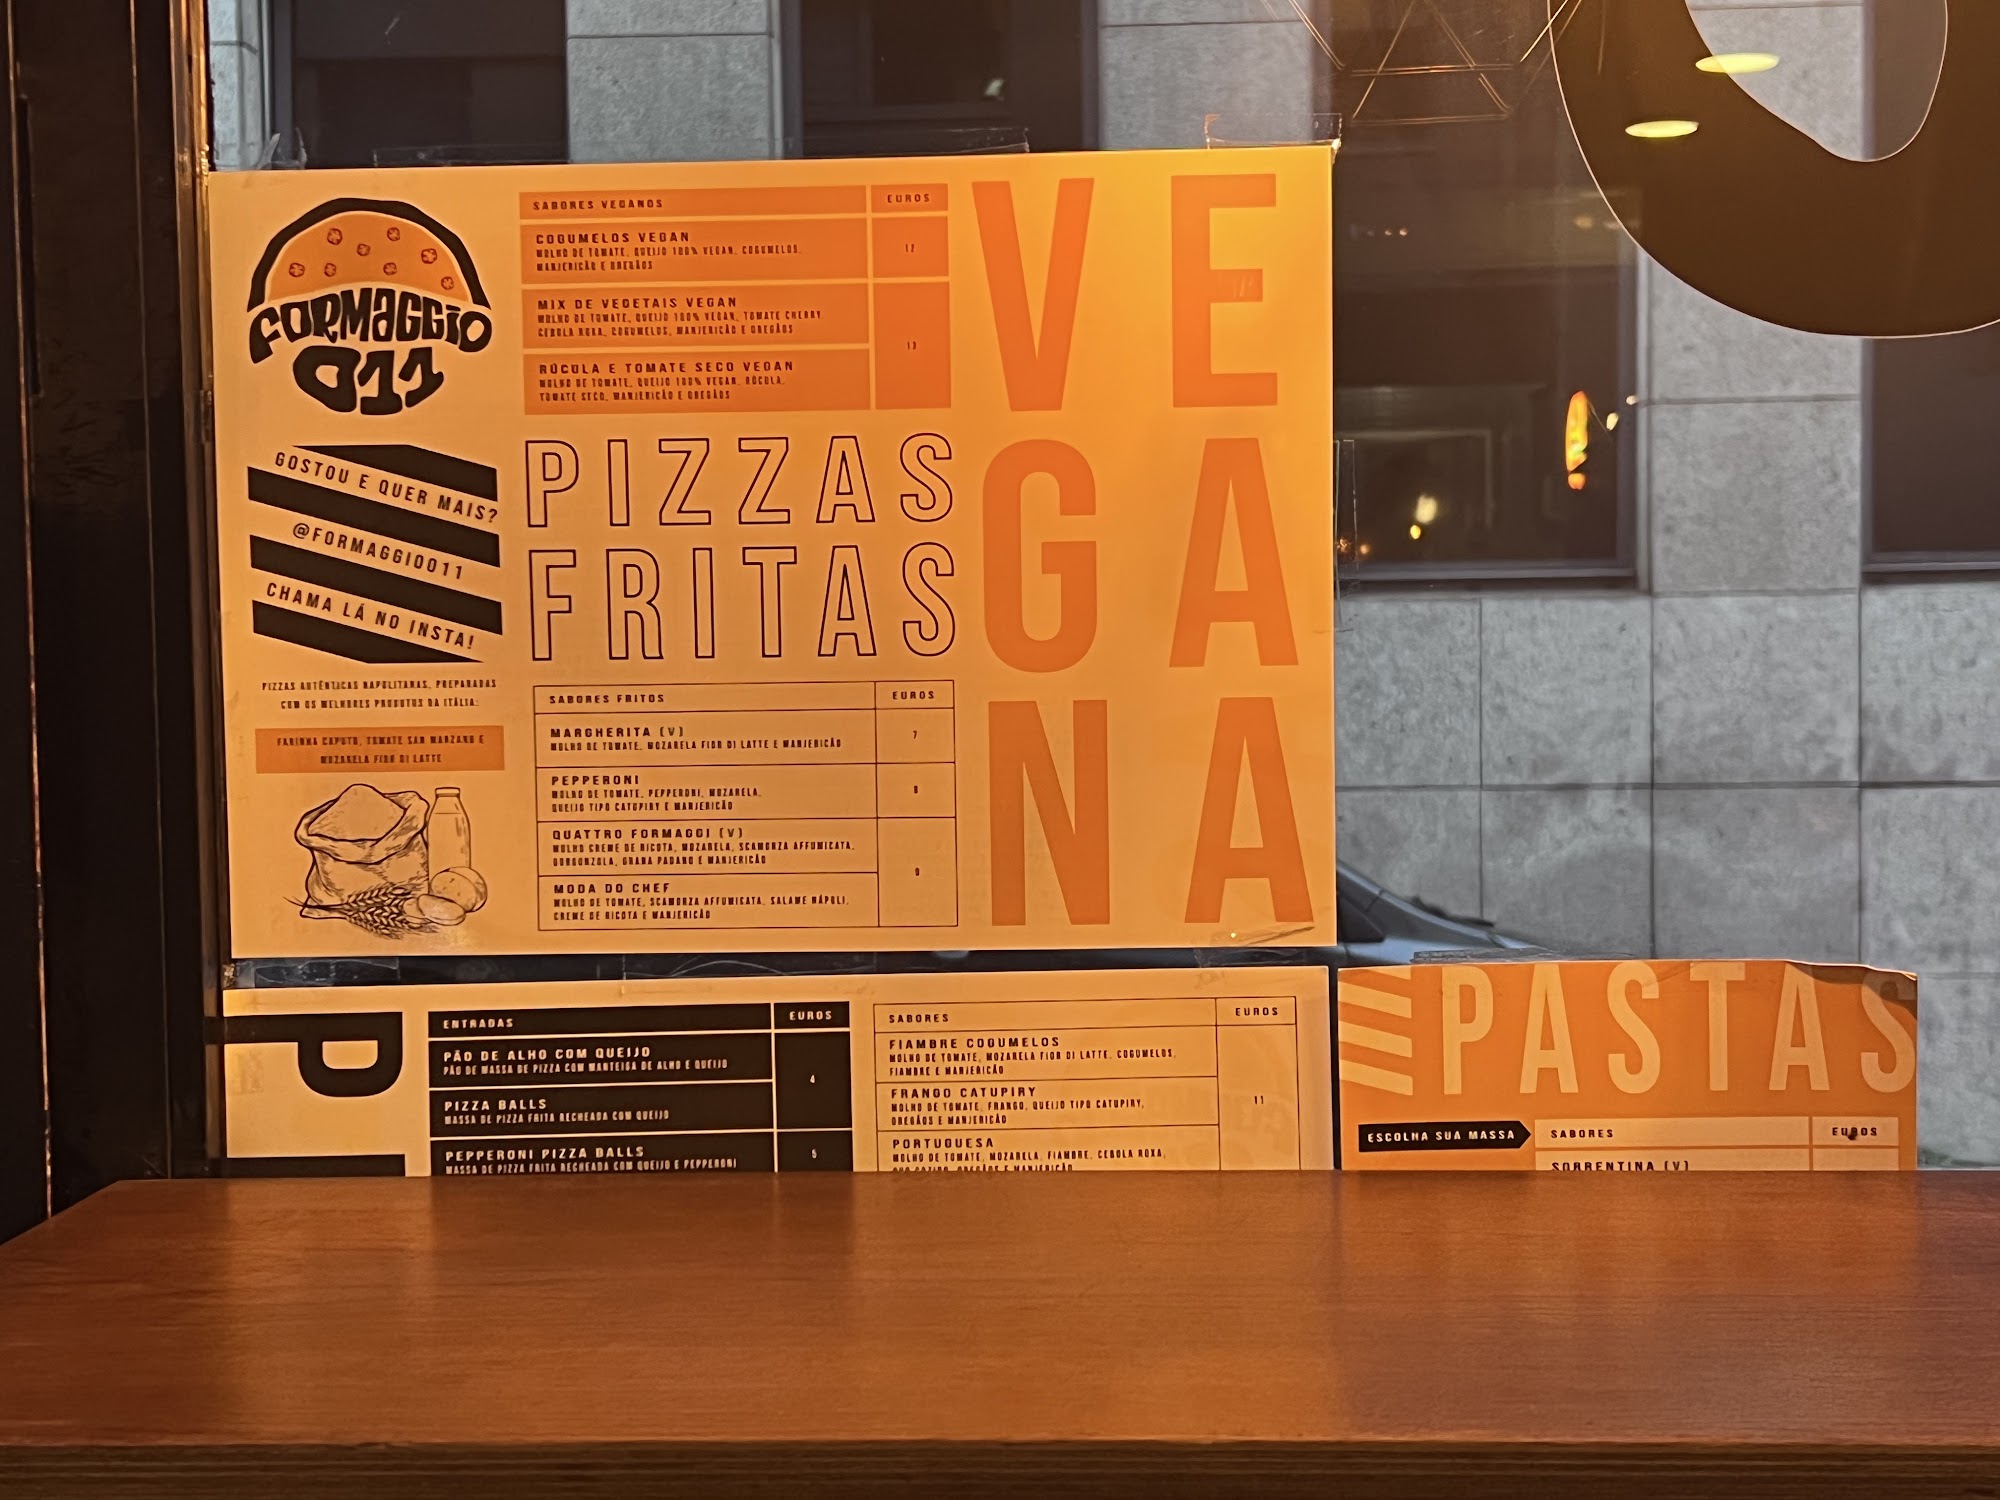 FORMAGGIO
011
GOSTOU E QUER MAIS?
@FORMAGGIO011
CHAMA LÁ NO INSTA!
PIZZAS AUTÊNTICAS NAPOLITANAS, PREPARADAS
COM OS MELHORES PRODUTOS DA ITÁLIA:
FARINHA CAPUTO, TOMATE SAN MARZANO E
MOZARELA FIOR DI LATTE
SABORES VEGANOS EUROS
COGUMELOS VEGAN 12
MOLHO DE TOMATE, QUEIJO 100% VEGAN, COGUMELOS,
MANJERICÃO E OREGÃOS
MIX DE VEGETAIS VEGAN
MOLHO DE TOMATE, QUEIJO 100% VEGAN, TOMATE CHERRY
CEBOLA ROXA, COGUMELOS, MANJERICÃO E OREGÃOS
13
RÚCULA E TOMATE SECO VEGAN
MOLHO DE TOMATE, QUEIJO 100% VEGAN, RÚCULA,
TOMATE SECO, MANJERICÃO E OREGÃOS
PIZZAS
FRITAS
SABORES FRITOS EUROS
MARGHERITA (V) 7
MOLHO DE TOMATE, MOZARELA FIOR DI LATTE E MANJERICÃO
PEPPERONI 8
MOLHO DE TOMATE, PEPPERONI, MOZARELA,
QUEIJO TIPO CATUPIRY E MANJERICÃO
QUATTRO FORMAGGI (V)
MOLHO CREME DE RICOTA, MOZARELA, SCAMORZA AFFUMICATA,
GORGONZOLA, GRANA PADANO E MANJERICÃO
9
MODA DO CHEF
MOLHO DE TOMATE, SCAMORZA AFFUMICATA, SALAME NÁPOLI,
CREME DE RICOTA E MANJERICÃO
VE
GA
NA
P
ENTRADAS EUROS
PÃO DE ALHO COM QUEIJO
PÃO DE MASSA DE PIZZA COM MANTEIGA DE ALHO E QUEIJO
4
PIZZA BALLS
MASSA DE PIZZA FRITA RECHEADA COM QUEIJO
PEPPERONI PIZZA BALLS 5
MASSA DE PIZZA FRITA RECHEADA COM QUEIJO E PEPPERONI
SABORES EUROS
FIAMBRE COGUMELOS
MOLHO DE TOMATE, MOZARELA FIOR DI LATTE, COGUMELOS,
FIAMBRE E MANJERICÃO
FRANGO CATUPIRY
MOLHO DE TOMATE, FRANGO, QUEIJO TIPO CATUPIRY,
OREGÃOS E MANJERICÃO
11
PORTUGUESA
MOLHO DE TOMATE, MOZARELA, FIAMBRE, CEBOLA ROXA,
OVO COZIDO, OREGÃOS E MANJERICÃO
PASTAS
ESCOLHA SUA MASSA
SABORES EUROS
SORRENTINA (V)